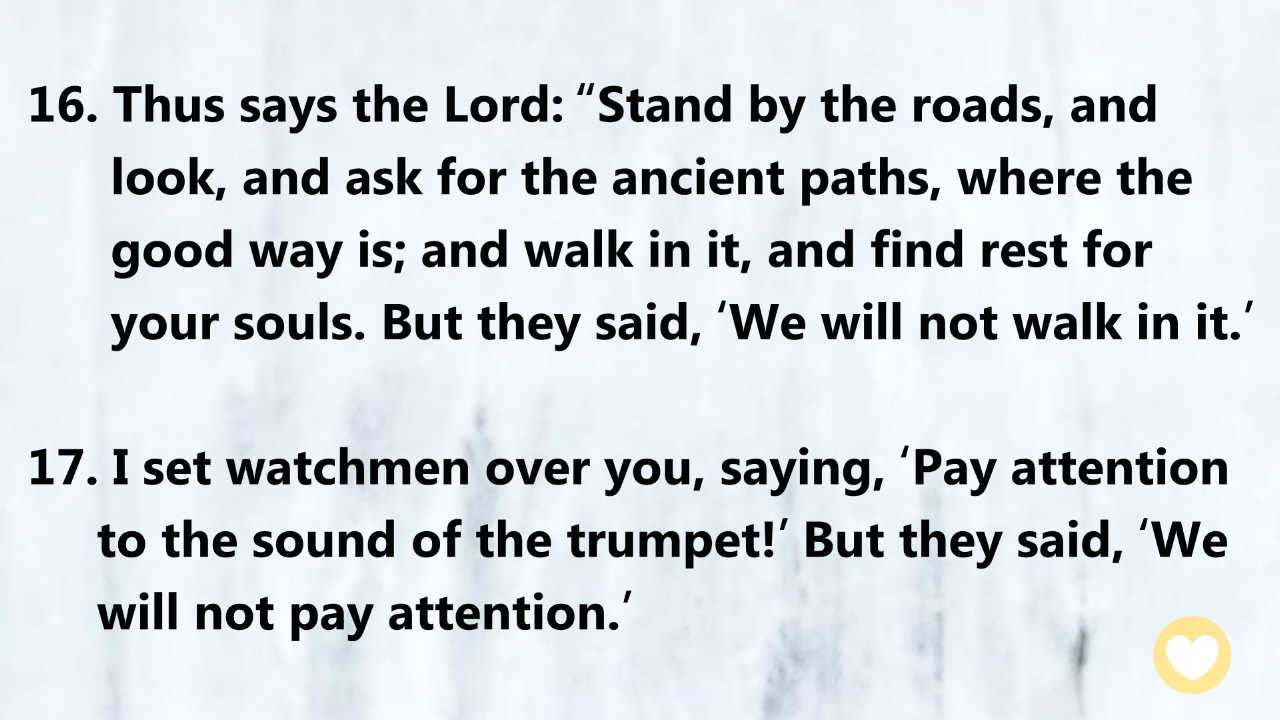 16. Thus says the Lord: “Stand by the roads, and
look, and ask for the ancient paths, where the
good way is; and walk in it, and find rest for
your souls. But they said, ‘We will not walk in it.’
17. I set watchmen over you, saying, ‘Pay attention
to the sound of the trumpet!’ But they said, ‘We
will not pay attention.’